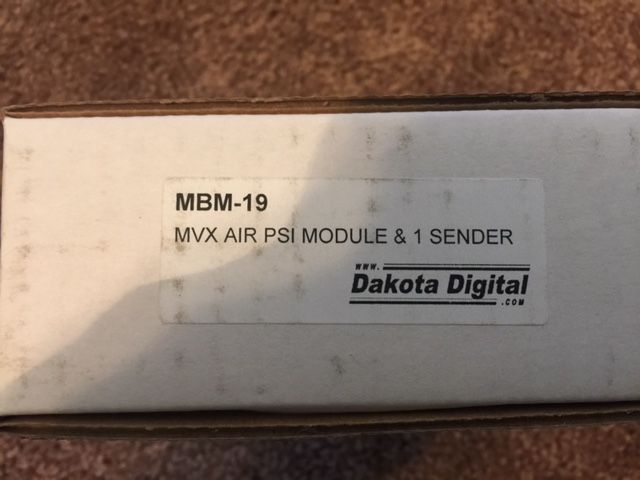 MBM-19
MVX AIR PSI MODULE & 1 SENDER
www.
Dakota Digital
.COM